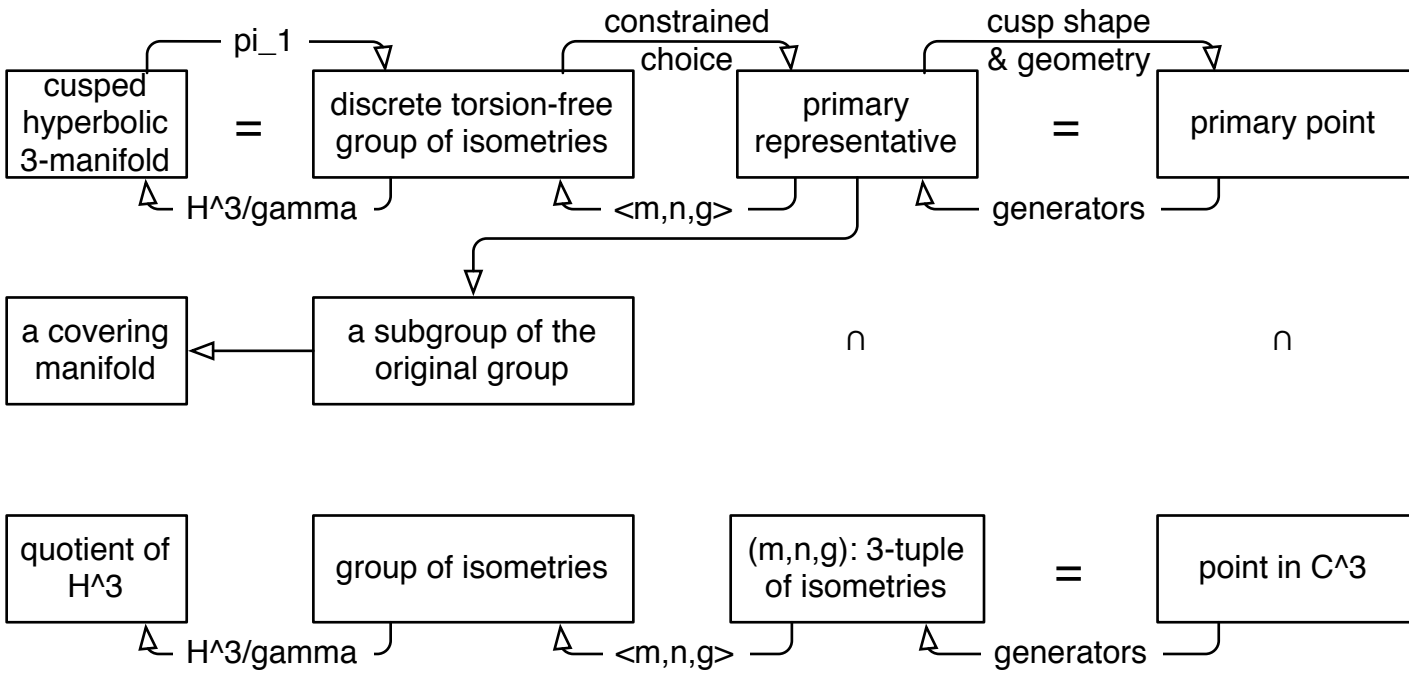 pi_1
constrained
choice
cusp shape
& geometry
cusped
hyperbolic
3-manifold
=
discrete torsion-free
group of isometries
primary
representative
=
primary point
H^3/gamma
<m,n,g>
generators
a covering
manifold
a subgroup of the
original group
∩
∩
quotient of
H^3
group of isometries
(m,n,g): 3-tuple
of isometries
=
point in C^3
H^3/gamma
<m,n,g>
generators